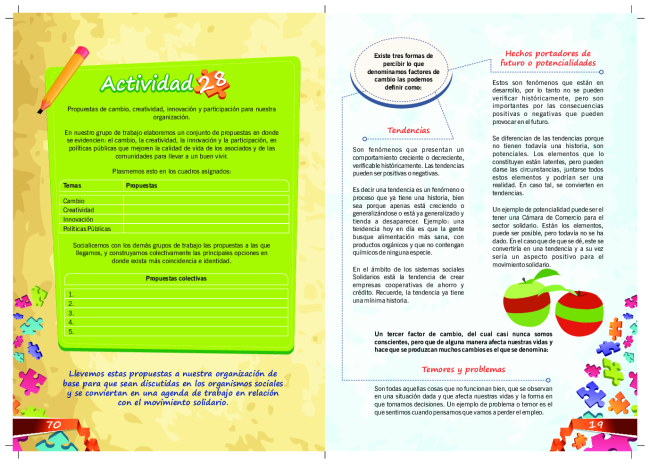 Actividad 28
Propuestas de cambio, creatividad, innovación y participación para nuestra
organización.
En nuestro grupo de trabajo elaboremos un conjunto de propuestas en donde
se evidencien: el cambio, la creatividad, la innovación y la participación, en
políticas públicas que mejoren la calidad de vida de los asociados y de las
comunidades para llevar a un buen vivir.
Plasmemos esto en los cuadros asignados:
Temas Propuestas
Cambio
Creatividad
Innovación
Políticas Públicas
Socialicemos con los demás grupos de trabajo las propuestas a las que
llegamos, y construyamos colectivamente las principales opciones en
donde exista más coincidencia e identidad.
Propuestas colectivas
1.
2.
3.
4.
5.
Llevemos estas propuestas a nuestra organización de
base para que sean discutidas en los organismos sociales
y se conviertan en una agenda de trabajo en relación
con el movimiento solidario.
70
Existe tres formas de
percibir lo que
denominamos factores de
cambio las podemos
definir como:
Tendencias
Son fenómenos que presentan un
comportamiento creciente o decreciente,
verificable históricamente. Las tendencias
pueden ser positivas o negativas.
Es decir una tendencia es un fenómeno o
proceso que ya tiene una historia, bien
sea porque apenas está creciendo o
generalizándose o está ya generalizado y
tienda a desaparecer. Ejemplo: una
tendencia hoy en día es que la gente
busque alimentación más sana, con
productos orgánicos y que no contengan
químicos de ninguna especie.
En el ámbito de los sistemas sociales
Solidarios está la tendencia de crear
empresas cooperativas de ahorro y
crédito. Recuerde, la tendencia ya tiene
una mínima historia.
Hechos portadores de
futuro o potencialidades
Estos son fenómenos que están en
desarrollo, por lo tanto no se pueden
verificar históricamente, pero son
importantes por las consecuencias
positivas o negativas que pueden
provocar en el futuro.
Se diferencian de las tendencias porque
no tienen todavía una historia, son
potenciales. Los elementos que lo
constituyen están latentes, pero pueden
darse las circunstancias, juntarse todos
estos elementos y podrían ser una
realidad. En caso tal, se convierten en
tendencias.
Un ejemplo de potencialidad puede ser el
tener una Cámara de Comercio para el
sector solidario. Están los elementos,
puede ser posible, pero todavía no se ha
dado. En el caso que de que se dé, este se
convertiría en una tendencia y a su vez
sería un aspecto positivo para el
movimiento solidario.
Un tercer factor de cambio, del cual casi nunca somos
conscientes, pero que de alguna manera afecta nuestras vidas y
hace que se produzcan muchos cambios es el que se denomina:
Temores y problemas
Son todas aquellas cosas que no funcionan bien, que se observan
en una situación dada y que afecta nuestras vidas y la forma en
que tomamos decisiones. Un ejemplo de problema o temor es el
que sentimos cuando pensamos que vamos a perder el empleo.
19